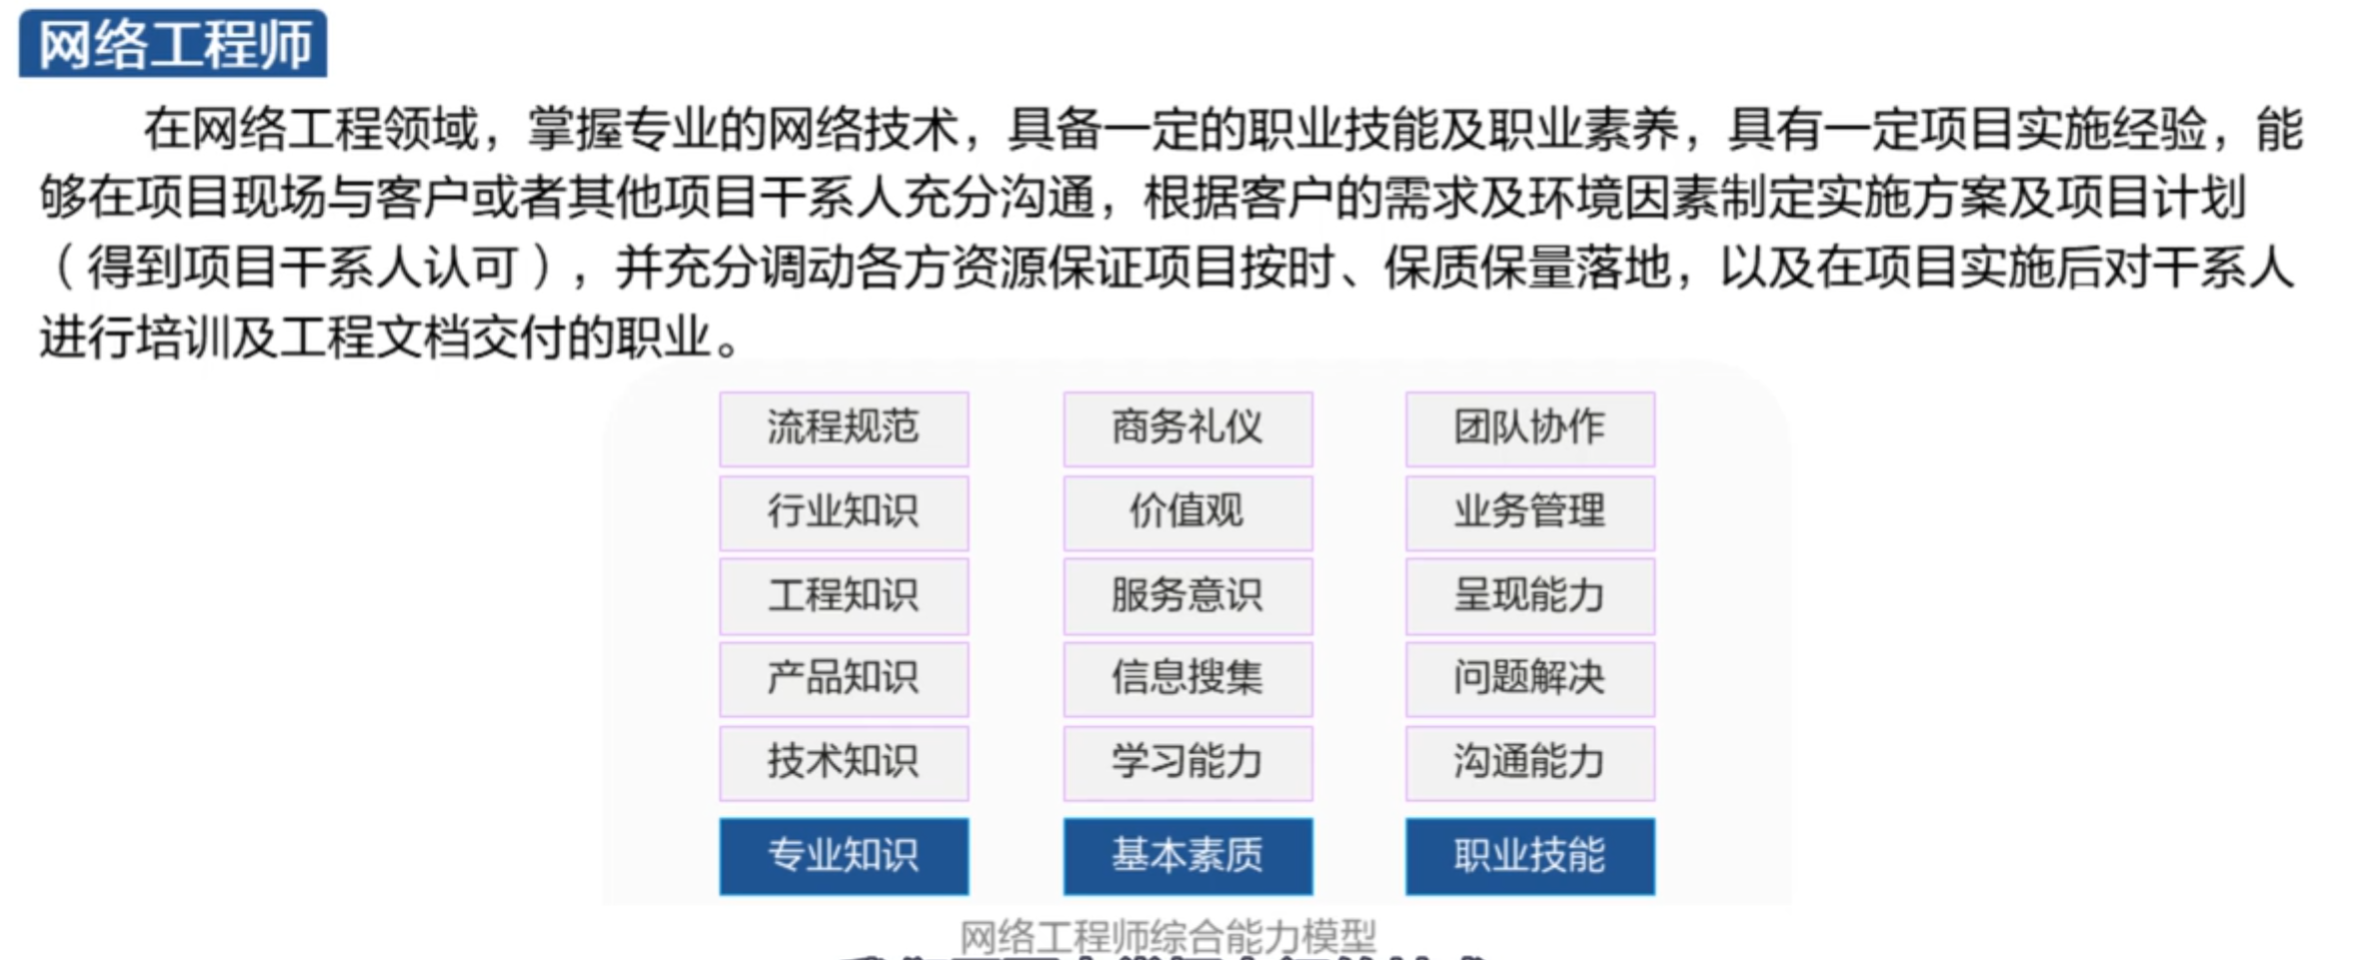 网络工程师
在网络工程领域，掌握专业的网络技术，具备一定的职业技能及职业素养，具有一定项目实施经验，能
够在项目现场与客户或者其他项目干系人充分沟通，根据客户的需求及环境因素制定实施方案及项目计划
（得到项目干系人认可），并充分调动各方资源保证项目按时、保质保量落地，以及在项目实施后对干系人
进行培训及工程文档交付的职业。
流程规范 商务礼仪 团队协作
行业知识 价值观 业务管理
工程知识 服务意识 呈现能力
产品知识 信息搜集 问题解决
技术知识 学习能力 沟通能力
专业知识 基本素质 职业技能
网络工程师综合能力模型